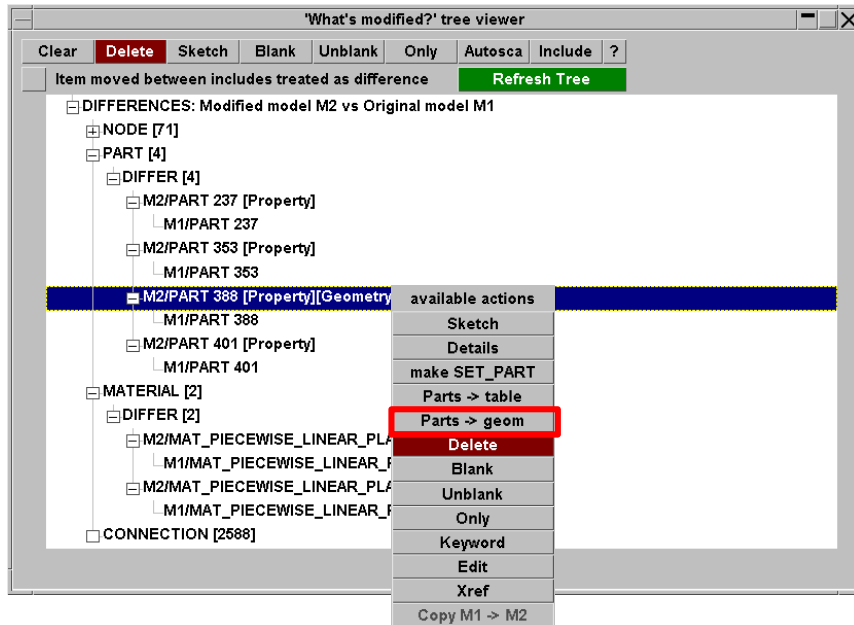 'What's modified?' tree viewer
Clear Delete Sketch Blank Unblank Only Autosca Include ?
Item moved between includes treated as difference Refresh Tree
DIFFERENCES: Modified model M2 vs Original model M1
NODE [71]
PART [4]
DIFFER [4]
M2/PART 237 [Property]
M1/PART 237
M2/PART 353 [Property]
M1/PART 353
M2/PART 388 [Property][Geometry
M1/PART 388
M2/PART 401 [Property]
M1/PART 401
MATERIAL [2]
DIFFER [2]
M2/MAT_PIECEWISE_LINEAR_PLA
M1/MAT_PIECEWISE_LINEAR_F
M2/MAT_PIECEWISE_LINEAR_PLA
M1/MAT_PIECEWISE_LINEAR_F
CONNECTION [2588]
available actions
Sketch
Details
make SET_PART
Parts -> table
Parts -> geom
Delete
Blank
Unblank
Only
Keyword
Edit
Xref
Copy M1 -> M2